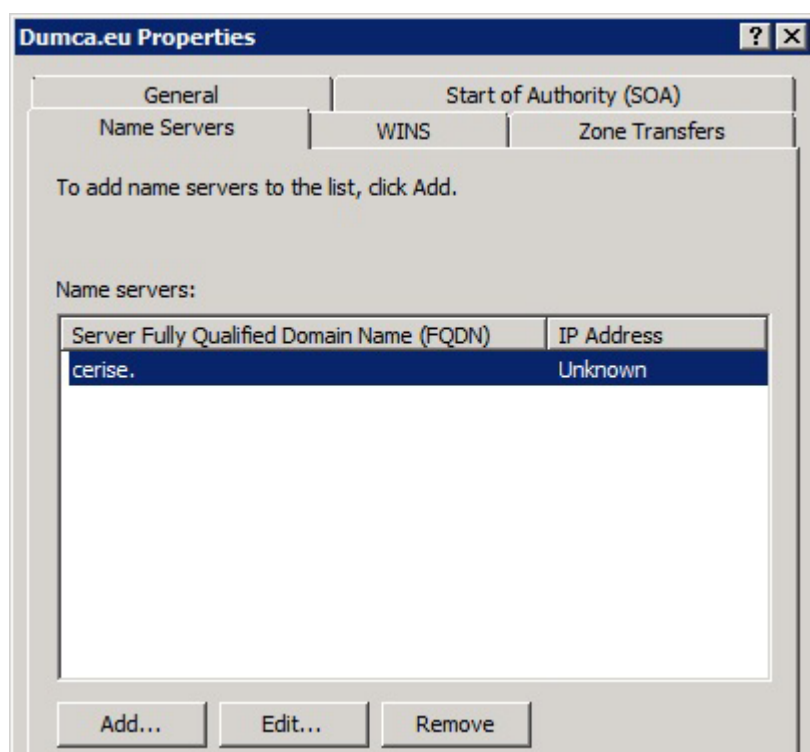 Dumca.eu Properties
General
Start of Authority (SOA)
Name Servers
WINS
Zone Transfers
To add name servers to the list, click Add.
Name servers:
Server Fully Qualified Domain Name (FQDN) IP Address
cerise. Unknown
Add... Edit... Remove